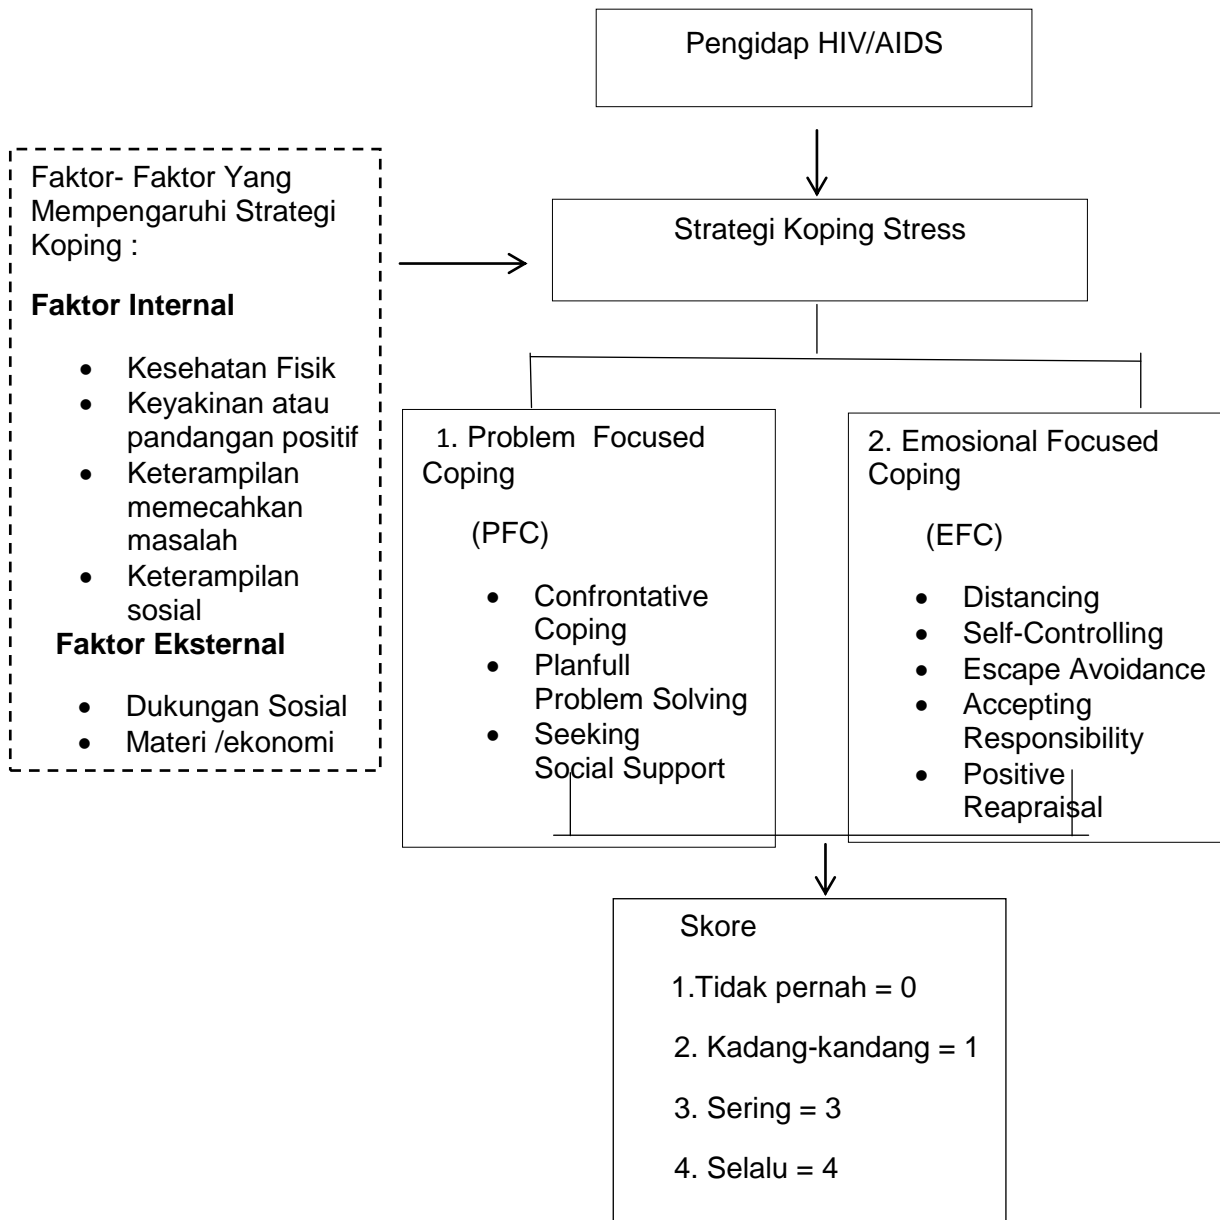 Pengidap HIV/AIDS
Faktor- Faktor Yang
Mempengaruhi Strategi
Koping :
Faktor Internal
• Kesehatan Fisik
• Keyakinan atau
pandangan positif
• Keterampilan
memecahkan
masalah
• Keterampilan
sosial
Faktor Eksternal
• Dukungan Sosial
• Materi /ekonomi
Strategi Koping Stress
1. Problem Focused
Coping
(PFC)
• Confrontative
Coping
• Planfull
Problem Solving
• Seeking
Social Support
2. Emosional Focused
Coping
(EFC)
• Distancing
• Self-Controlling
• Escape Avoidance
• Accepting
Responsibility
• Positive
Reapraisal
Skore
1.Tidak pernah = 0
2. Kadang-kandang = 1
3. Sering = 3
4. Selalu = 4